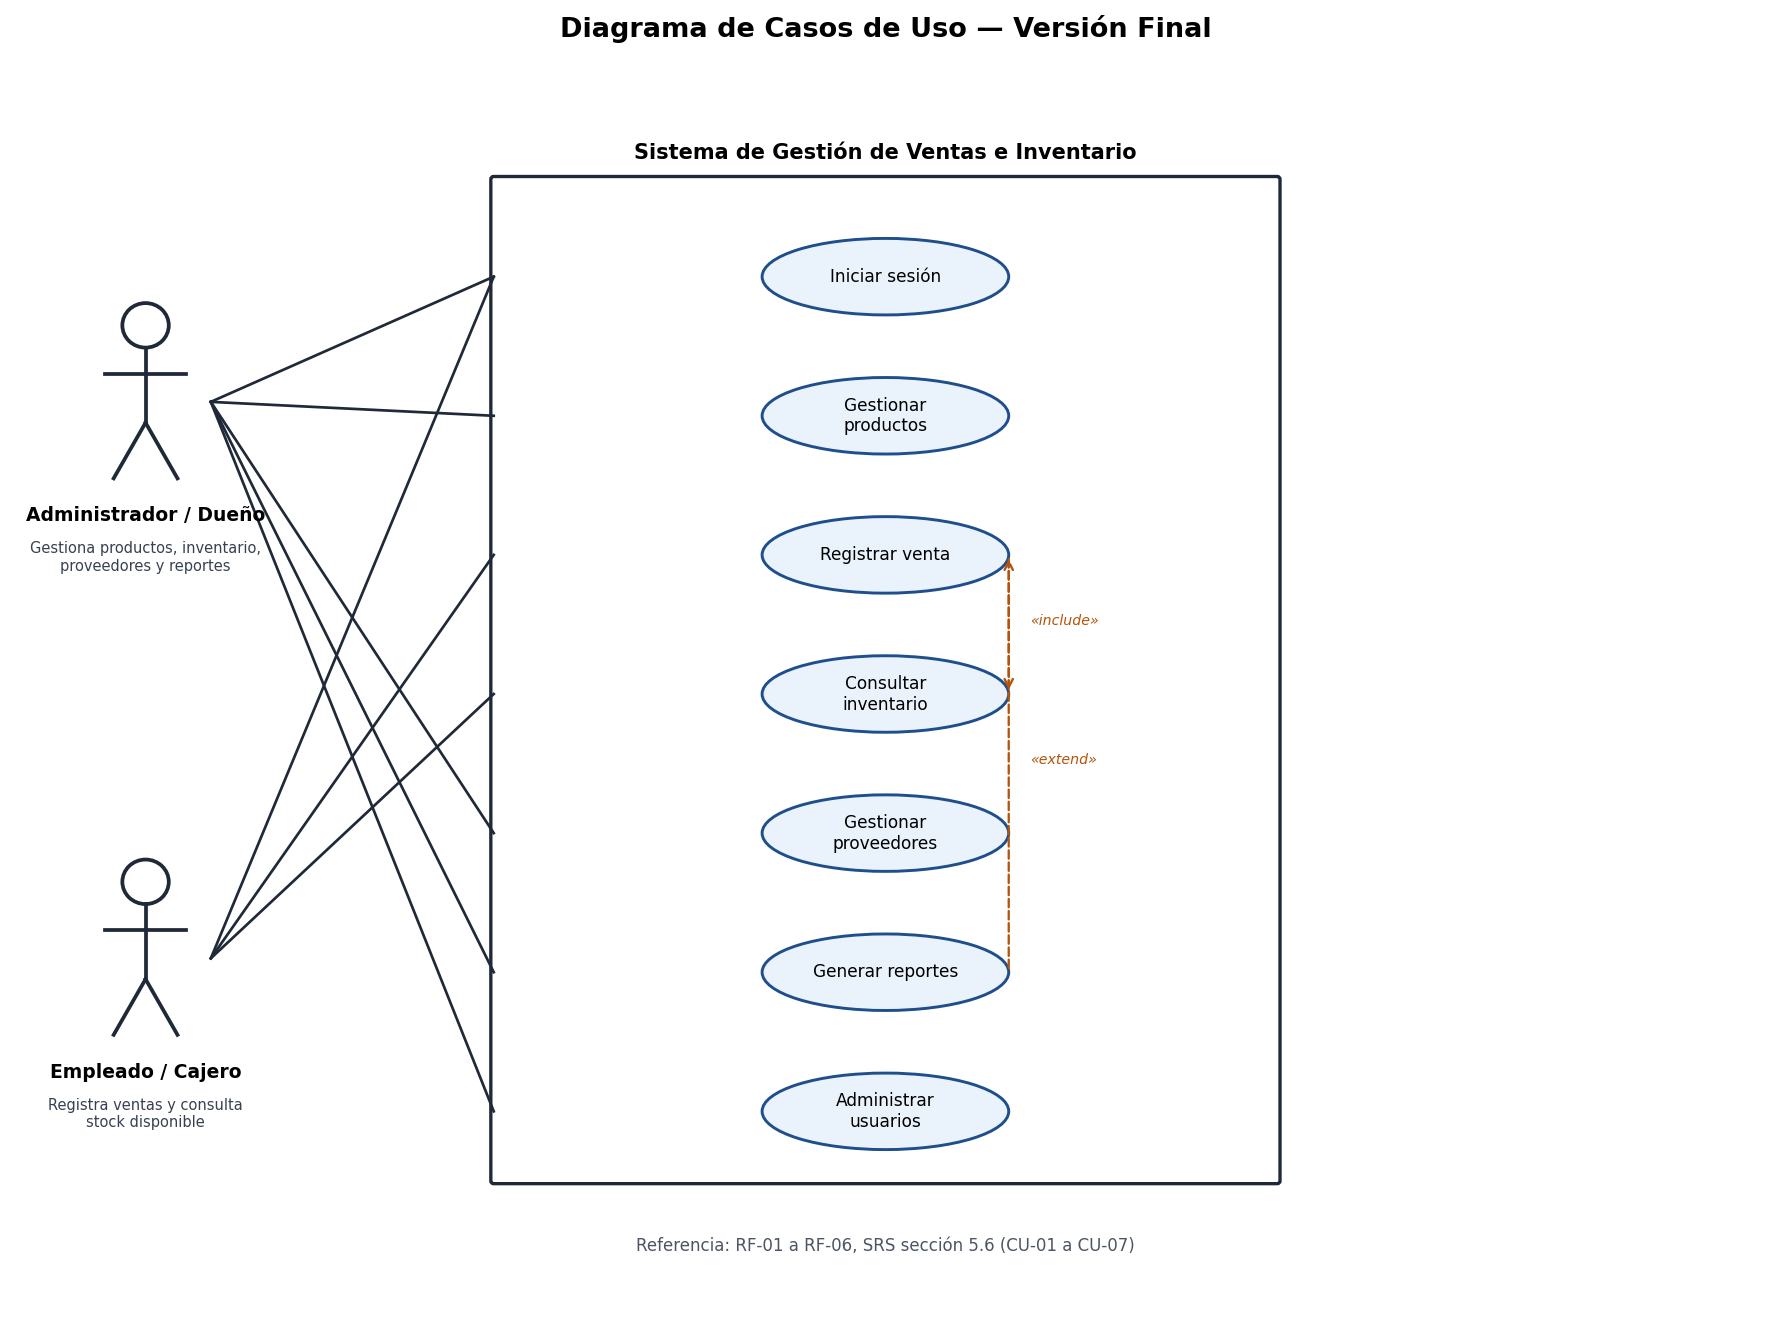 Diagrama de Casos de Uso — Versión Final
Sistema de Gestión de Ventas e Inventario
Iniciar sesión
Gestionar
productos
Registrar venta
«include»
Consultar
inventario
«extend»
Gestionar
proveedores
Generar reportes
Administrar
usuarios
Administrador / Dueño
Gestiona productos, inventario,
proveedores y reportes
Empleado / Cajero
Registra ventas y consulta
stock disponible
Referencia: RF-01 a RF-06, SRS sección 5.6 (CU-01 a CU-07)